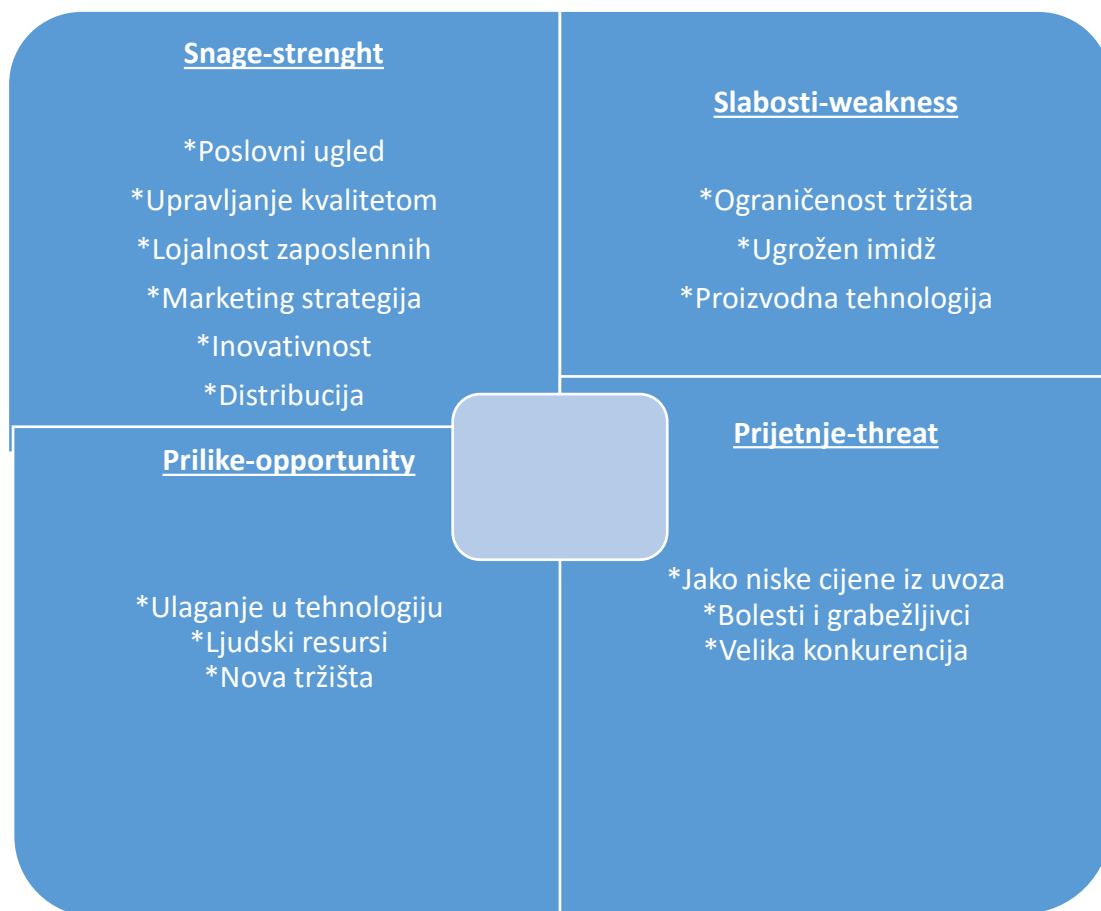 Snage-strenght
*Poslovni ugled
*Upravljanje kvalitetom
*Lojalnost zaposlennih
*Marketing strategija
*Inovativnost
*Distribucija
Slabosti-weakness
*Ograničenost tržišta
*Ugrožen imidž
*Proizvodna tehnologija
Prilike-opportunity
*Ulaganje u tehnologiju
*Ljudski resursi
*Nova tržišta
Prijetnje-threat
*Jako niske cijene iz uvoza
*Bolesti i grabežljivci
*Velika konkurencija